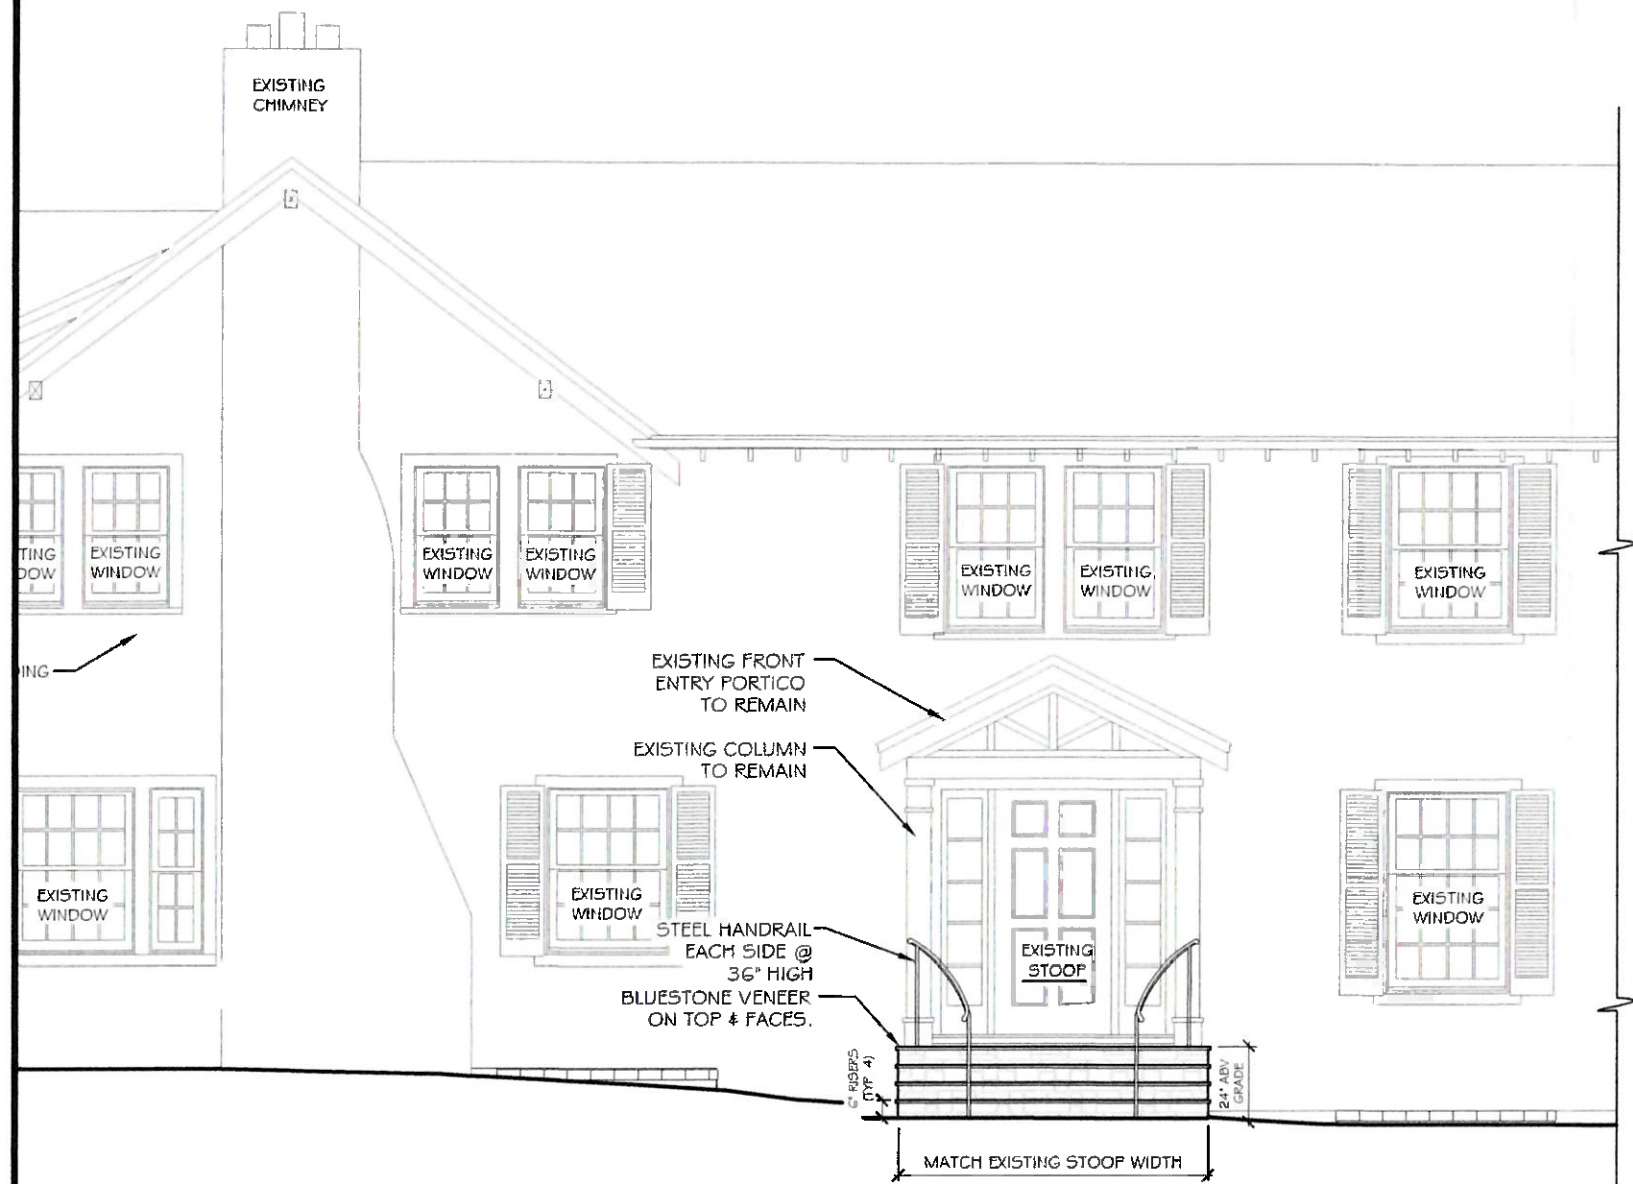 EXISTING
CHIMNEY
TING
DOW
EXISTING
WINDOW
EXISTING
WINDOW
EXISTING
WINDOW
EXISTING
WINDOW
EXISTING
WINDOW
EXISTING
WINDOW
ING
EXISTING FRONT
ENTRY PORTICO
TO REMAIN
EXISTING COLUMN
TO REMAIN
EXISTING
WINDOW
EXISTING
WINDOW
EXISTING
WINDOW
STEEL HANDRAIL
EACH SIDE @
36" HIGH
EXISTING
STOOP
BLUESTONE VENEER
ON TOP & FACES.
6" RISERS
(TYP. 4)
24" ABV
GRADE
MATCH EXISTING STOOP WIDTH